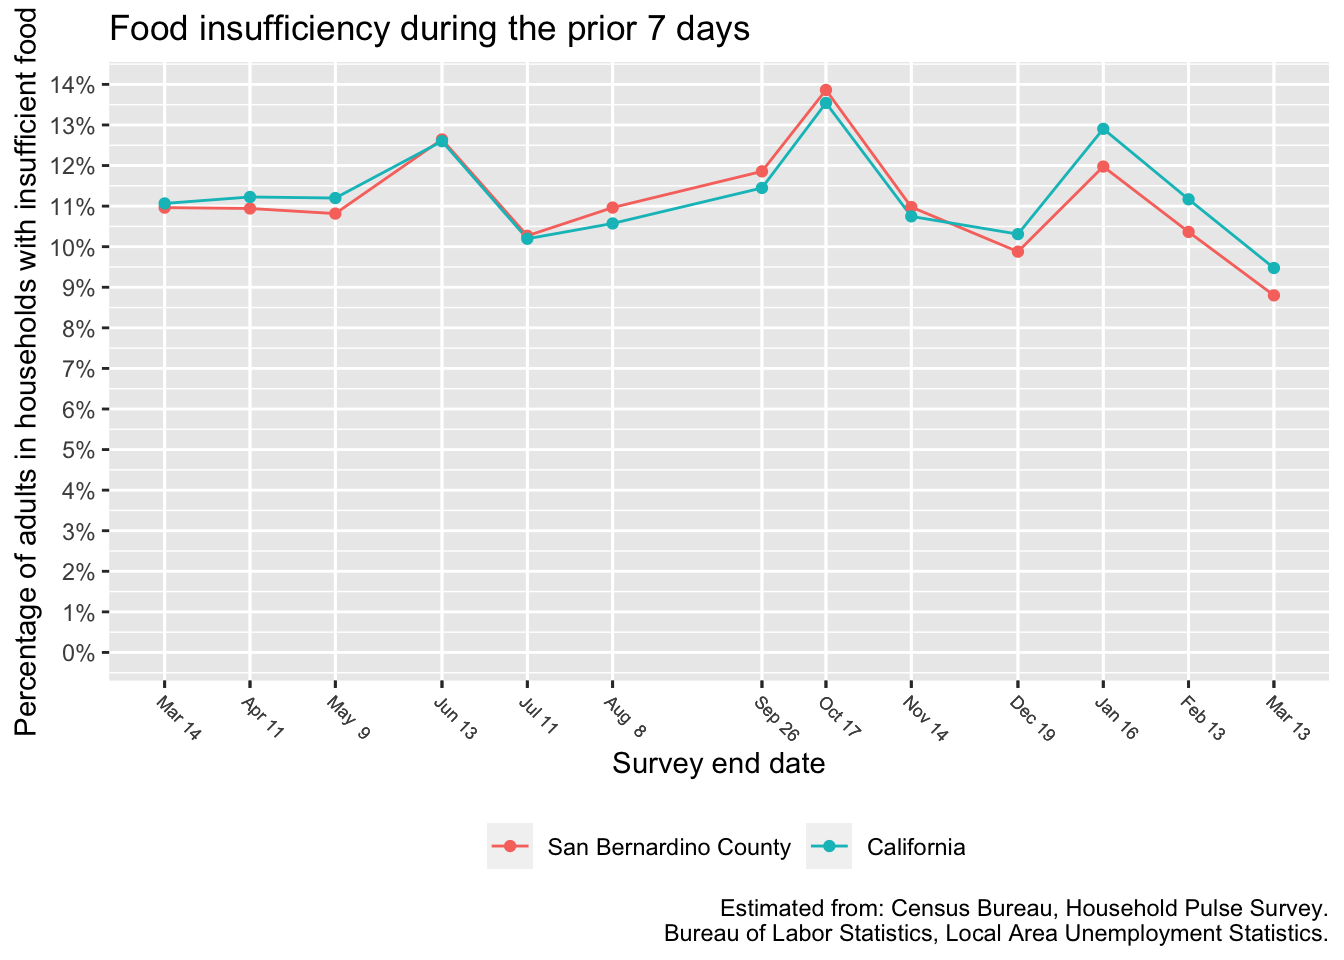 Food insufficiency during the prior 7 days
Percentage of adults in households with insufficient food
14%
13%
12%
11%
10%
9%
8%
7%
6%
5%
4%
3%
2%
1%
0%
Mar 14
Apr 11
May 9
Jun 13
Jul 11
Aug 8
Sep 26
Oct 17
Nov 14
Dec 19
Jan 16
Feb 13
Mar 13
Survey end date
San Bernardino County
California
Estimated from: Census Bureau, Household Pulse Survey.
Bureau of Labor Statistics, Local Area Unemployment Statistics.